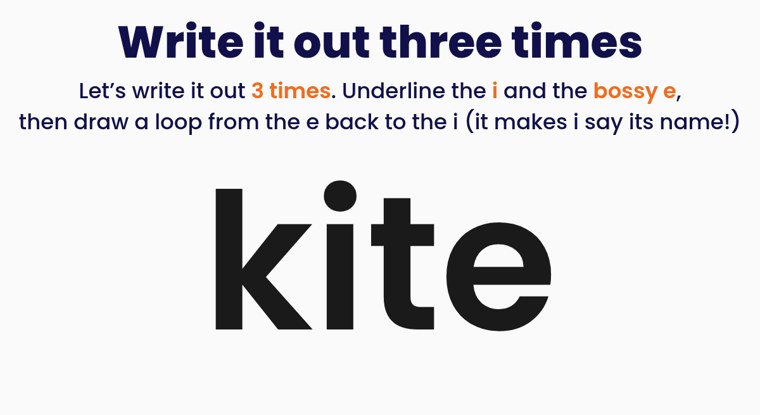 Write it out three times
Let’s write it out 3 times. Underline the i and the bossy e,
then draw a loop from the e back to the i (it makes i say its name!)
kite